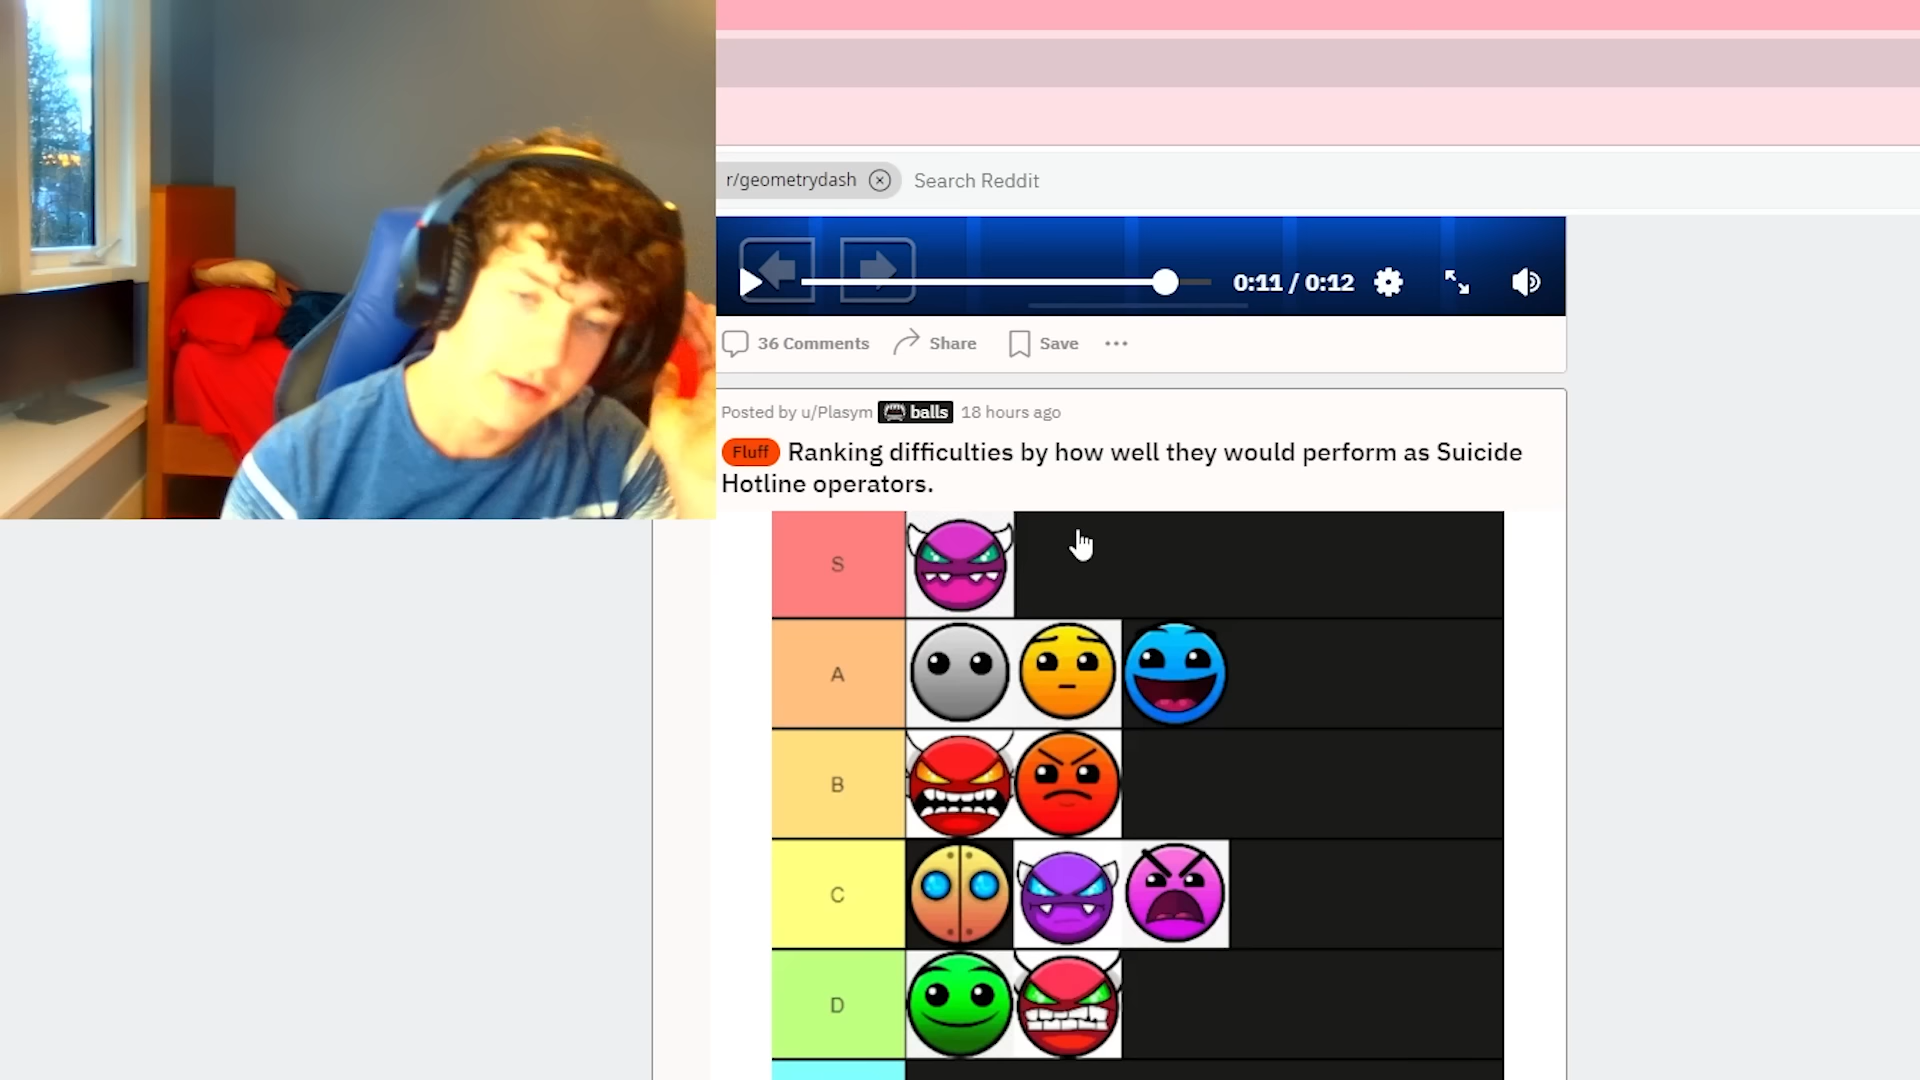 r/geometrydash
Search Reddit
0:11 / 0:12
36 Comments
Share
Save
Posted by u/Plasym balls 18 hours ago
Fluff Ranking difficulties by how well they would perform as Suicide
Hotline operators.
S
A
B
C
D